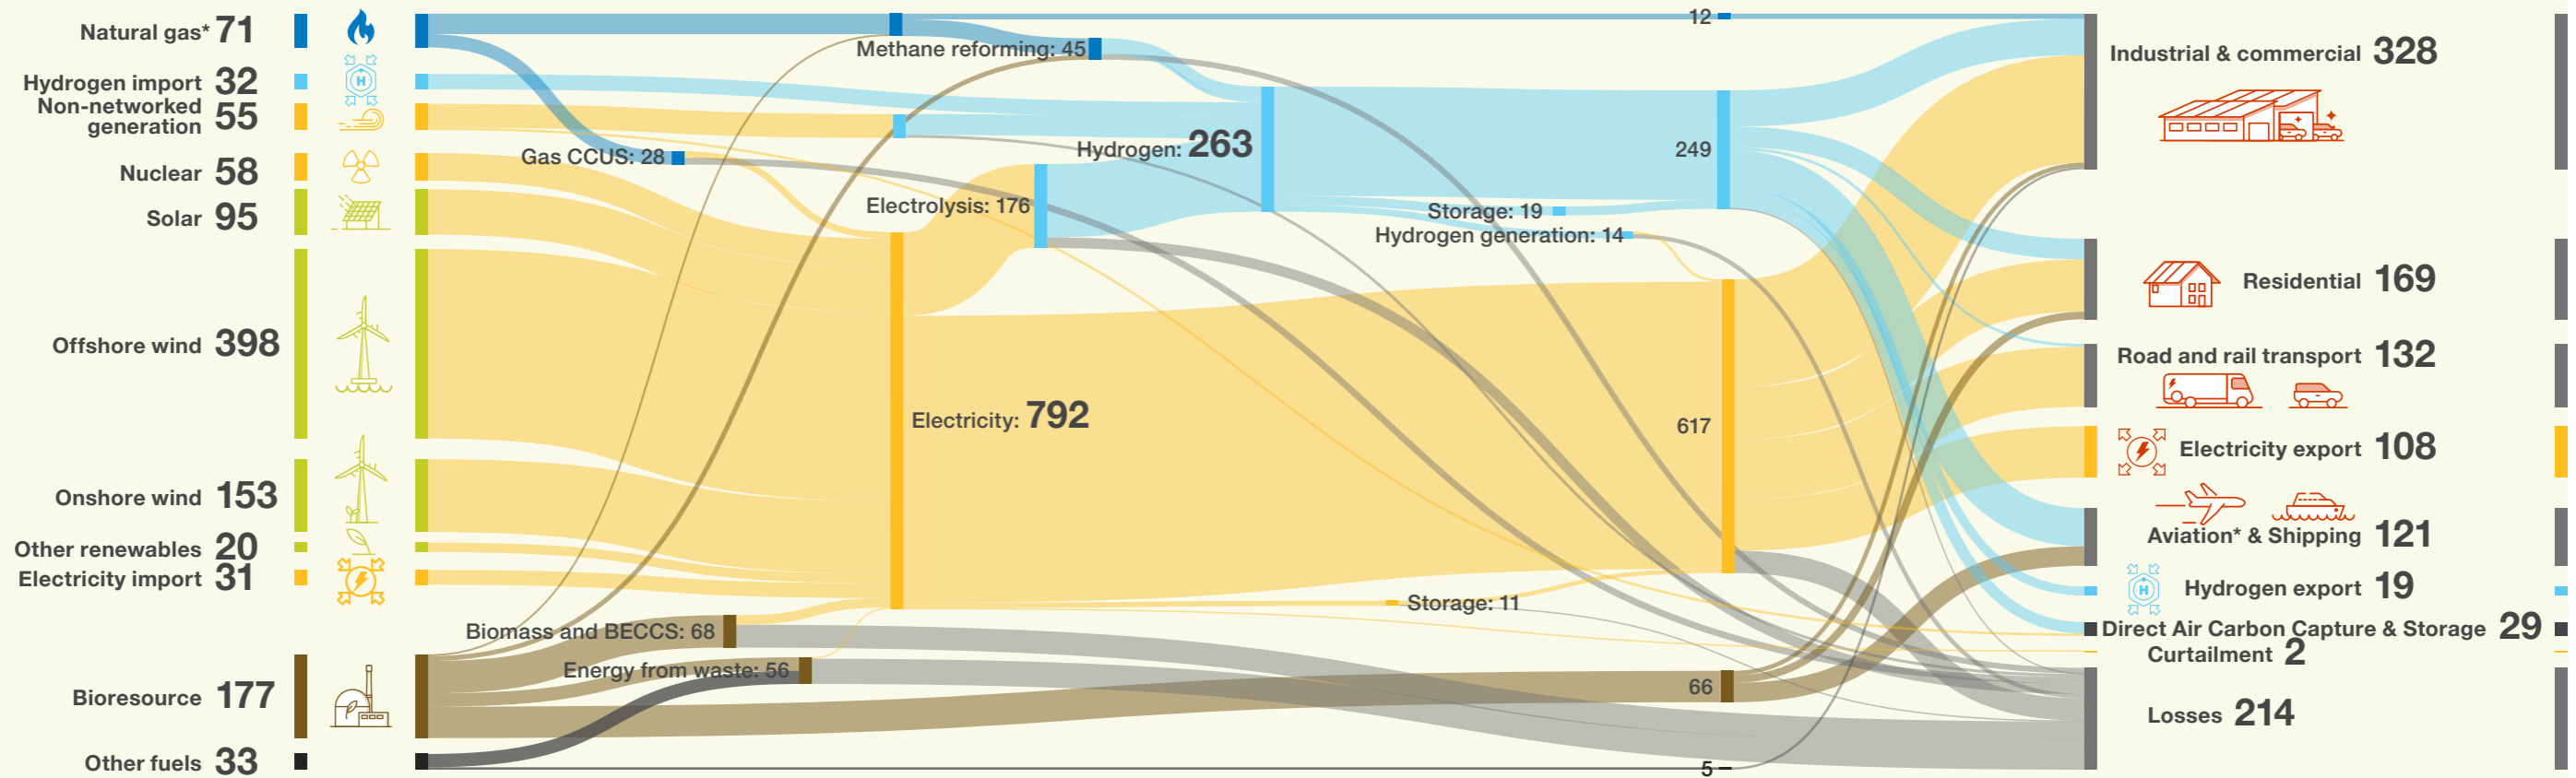 Natural gas* 71
Hydrogen import 32
Non-networked
generation 55
Nuclear 58
Solar 95
Offshore wind 398
Onshore wind 153
Other renewables 20
Electricity import 31
Bioresource 177
Other fuels 33
Gas CCUS: 28
Biomass and BECCS: 68
Energy from waste: 56
Methane reforming: 45
Electrolysis: 176
Electricity: 792
Hydrogen: 263
Storage: 19
Hydrogen generation: 14
Storage: 11
12
249
617
66
5
Industrial & commercial 328
Residential 169
Road and rail transport 132
Electricity export 108
Aviation* & Shipping 121
H
H
Hydrogen export 19
Direct Air Carbon Capture & Storage 29
Curtailment 2
Losses 214